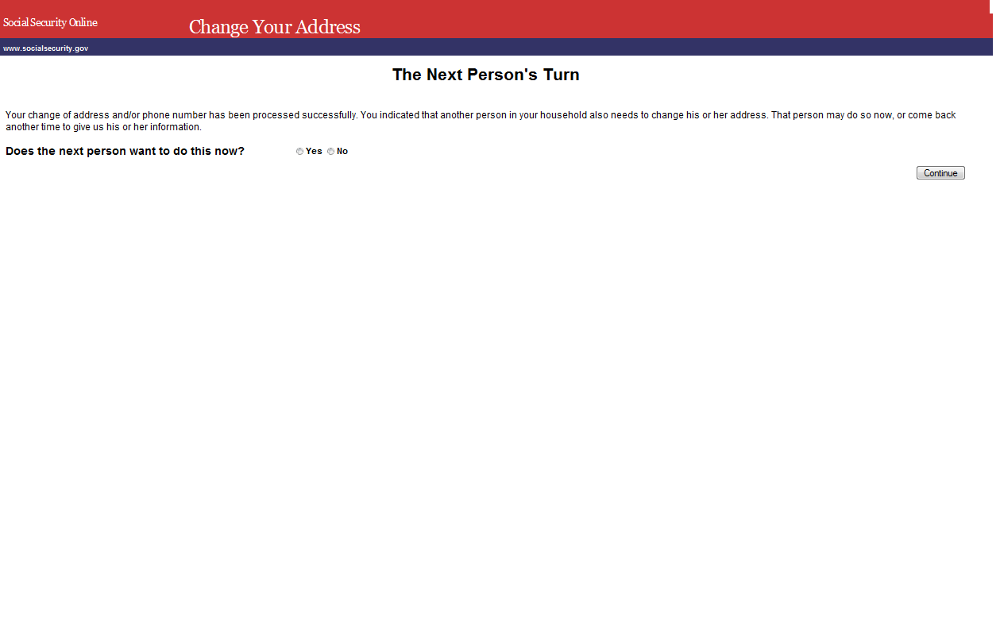 Social Security Online
Change Your Address
www.socialsecurity.gov
The Next Person's Turn
Your change of address and/or phone number has been processed successfully. You indicated that another person in your household also needs to change his or her address. That person may do so now, or come back
another time to give us his or her information.
Does the next person want to do this now? Yes No
Continue